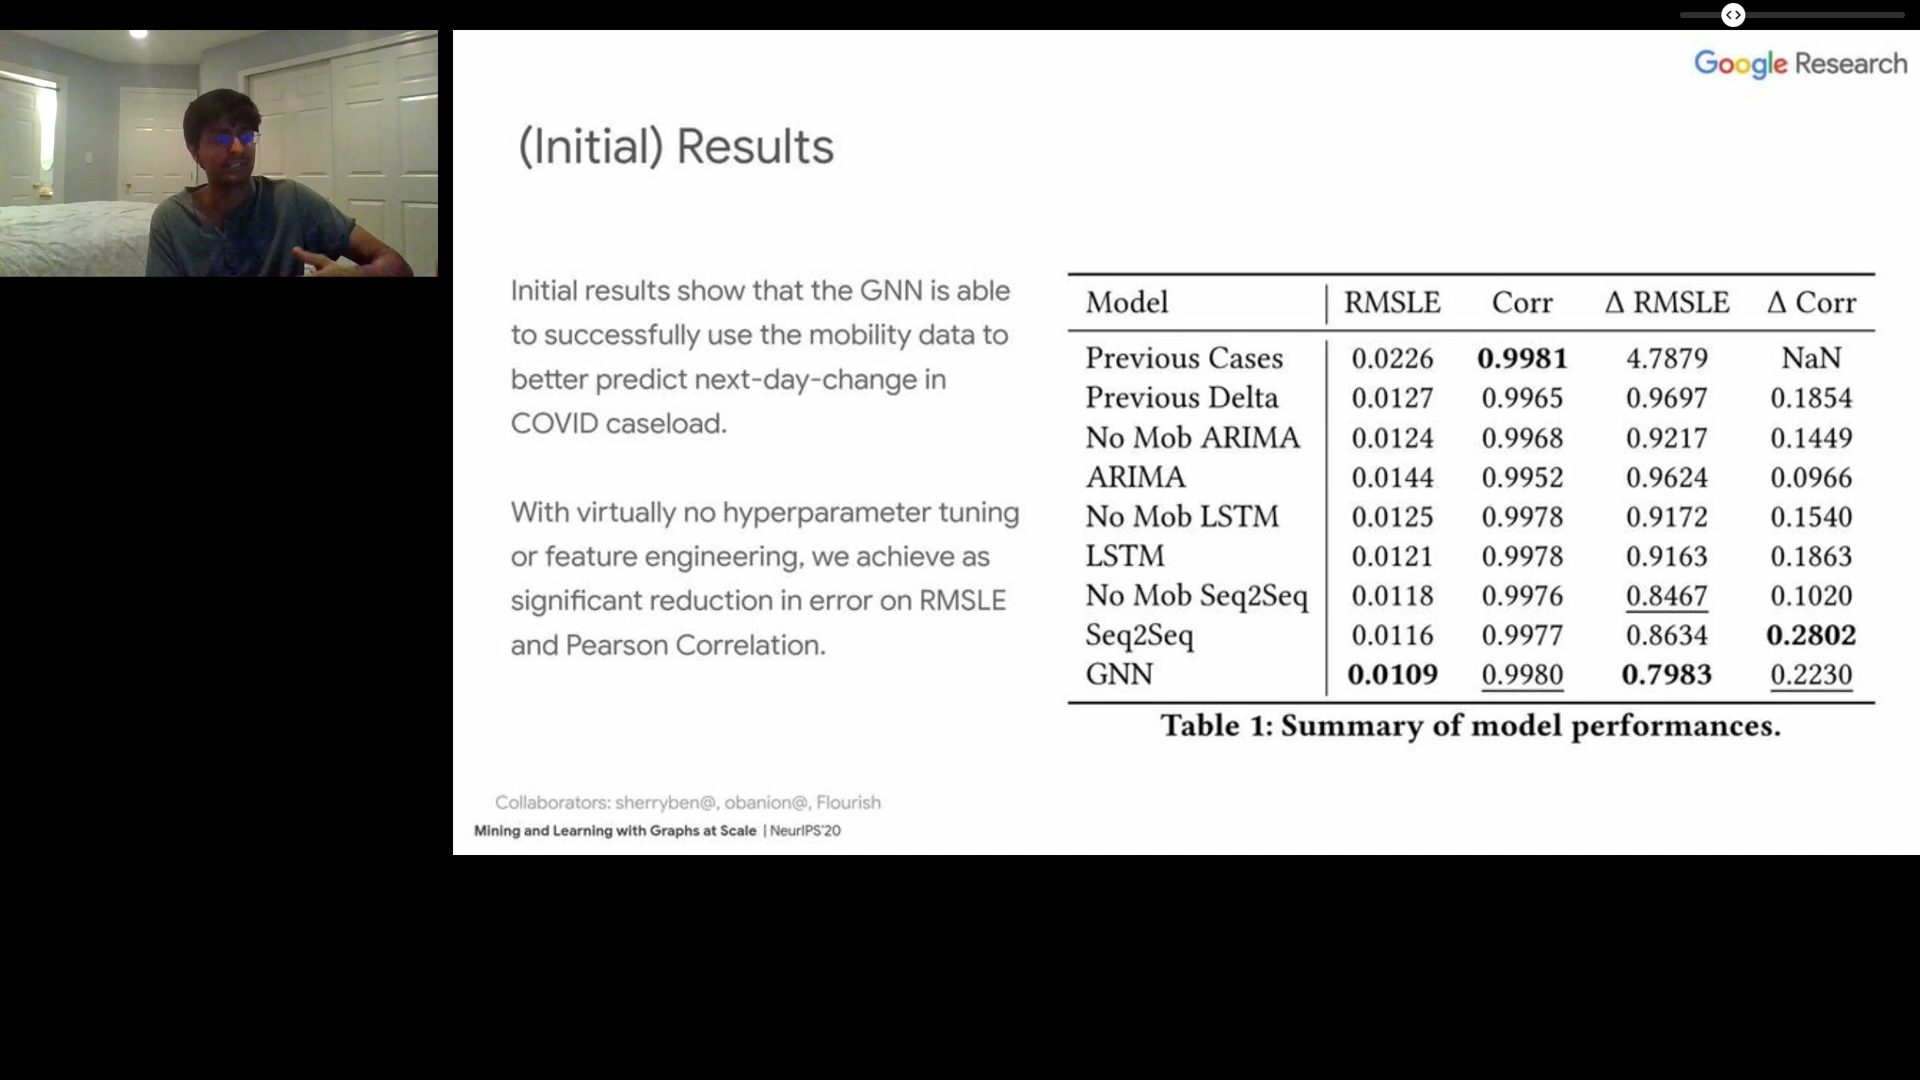 Google Research
(Initial) Results
Initial results show that the GNN is able
to successfully use the mobility data to
better predict next-day-change in
COVID caseload.
With virtually no hyperparameter tuning
or feature engineering, we achieve as
significant reduction in error on RMSLE
and Pearson Correlation.
Model RMSLE Corr Δ RMSLE Δ Corr
Previous Cases 0.0226 0.9981 4.7879 NaN
Previous Delta 0.0127 0.9965 0.9697 0.1854
No Mob ARIMA 0.0124 0.9968 0.9217 0.1449
ARIMA 0.0144 0.9952 0.9624 0.0966
No Mob LSTM 0.0125 0.9978 0.9172 0.1540
LSTM 0.0121 0.9978 0.9163 0.1863
No Mob Seq2Seq 0.0118 0.9976 0.8467 0.1020
Seq2Seq 0.0116 0.9977 0.8634 0.2802
GNN 0.0109 0.9980 0.7983 0.2230
Table 1: Summary of model performances.
Collaborators: sherryben@, obanion@, Flourish
Mining and Learning with Graphs at Scale | NeurIPS'20